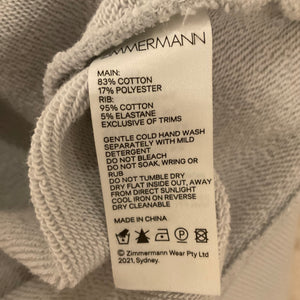 ZIMMERMANN
MAIN:
83% COTTON
17% POLYESTER
RIB:
95% COTTON
5% ELASTANE
EXCLUSIVE OF TRIMS
GENTLE COLD HAND WASH
SEPARATELY WITH MILD
DETERGENT
DO NOT BLEACH
DO NOT SOAK, WRING OR
RUB
DO NOT TUMBLE DRY
DRY FLAT INSIDE OUT, AWAY
FROM DIRECT SUNLIGHT
COOL IRON ON REVERSE
DRY CLEANABLE
MADE IN CHINA
© Zimmermann Wear Pty Ltd
2021, Sydney.